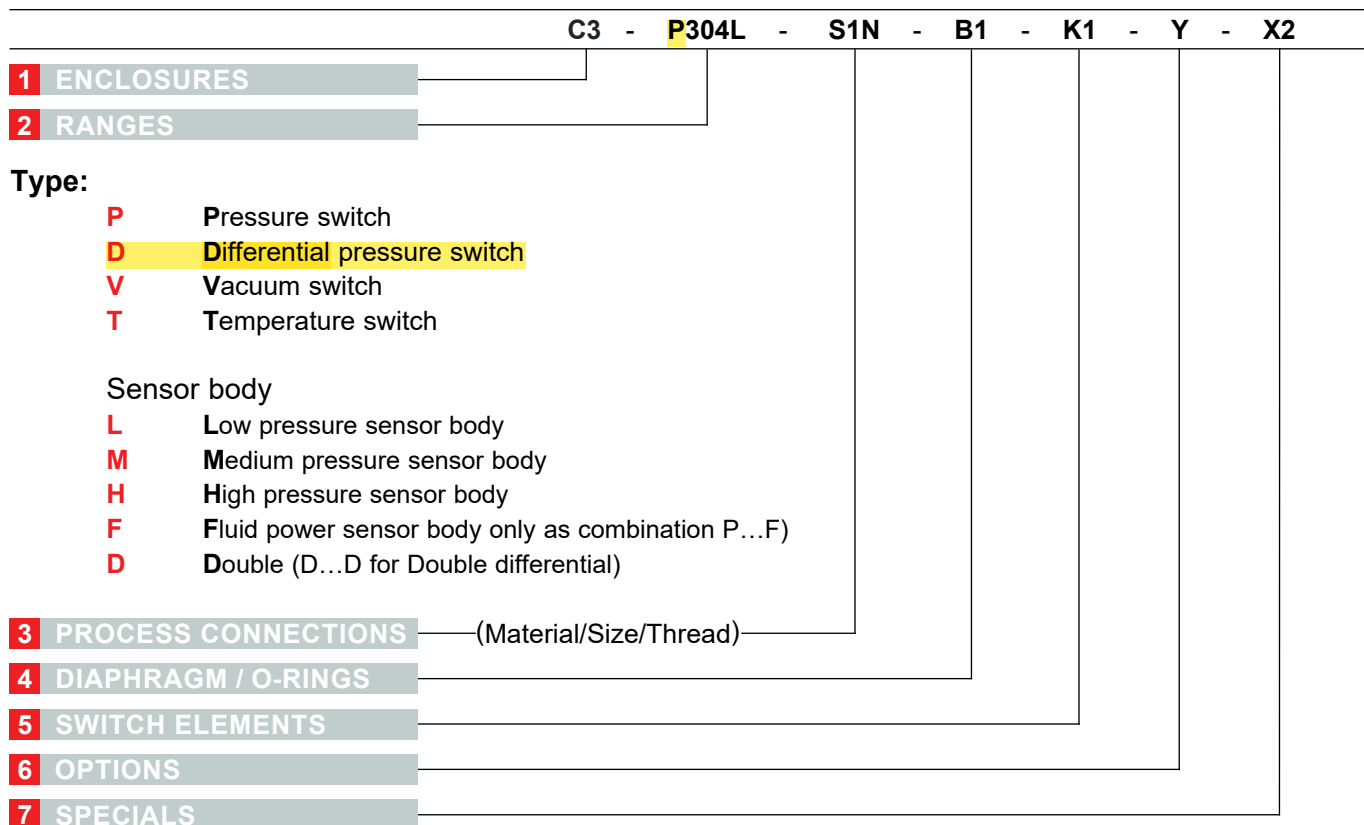 C3 - P304L - S1N - B1 - K1 - Y - X2
1 ENCLOSURES
2 RANGES
Type:
P Pressure switch
D Differential pressure switch
V Vacuum switch
T Temperature switch
Sensor body
L Low pressure sensor body
M Medium pressure sensor body
H High pressure sensor body
F Fluid power sensor body only as combination P…F)
D Double (D…D for Double differential)
3 PROCESS CONNECTIONS (Material/Size/Thread)
4 DIAPHRAGM / O-RINGS
5 SWITCH ELEMENTS
6 OPTIONS
7 SPECIALS